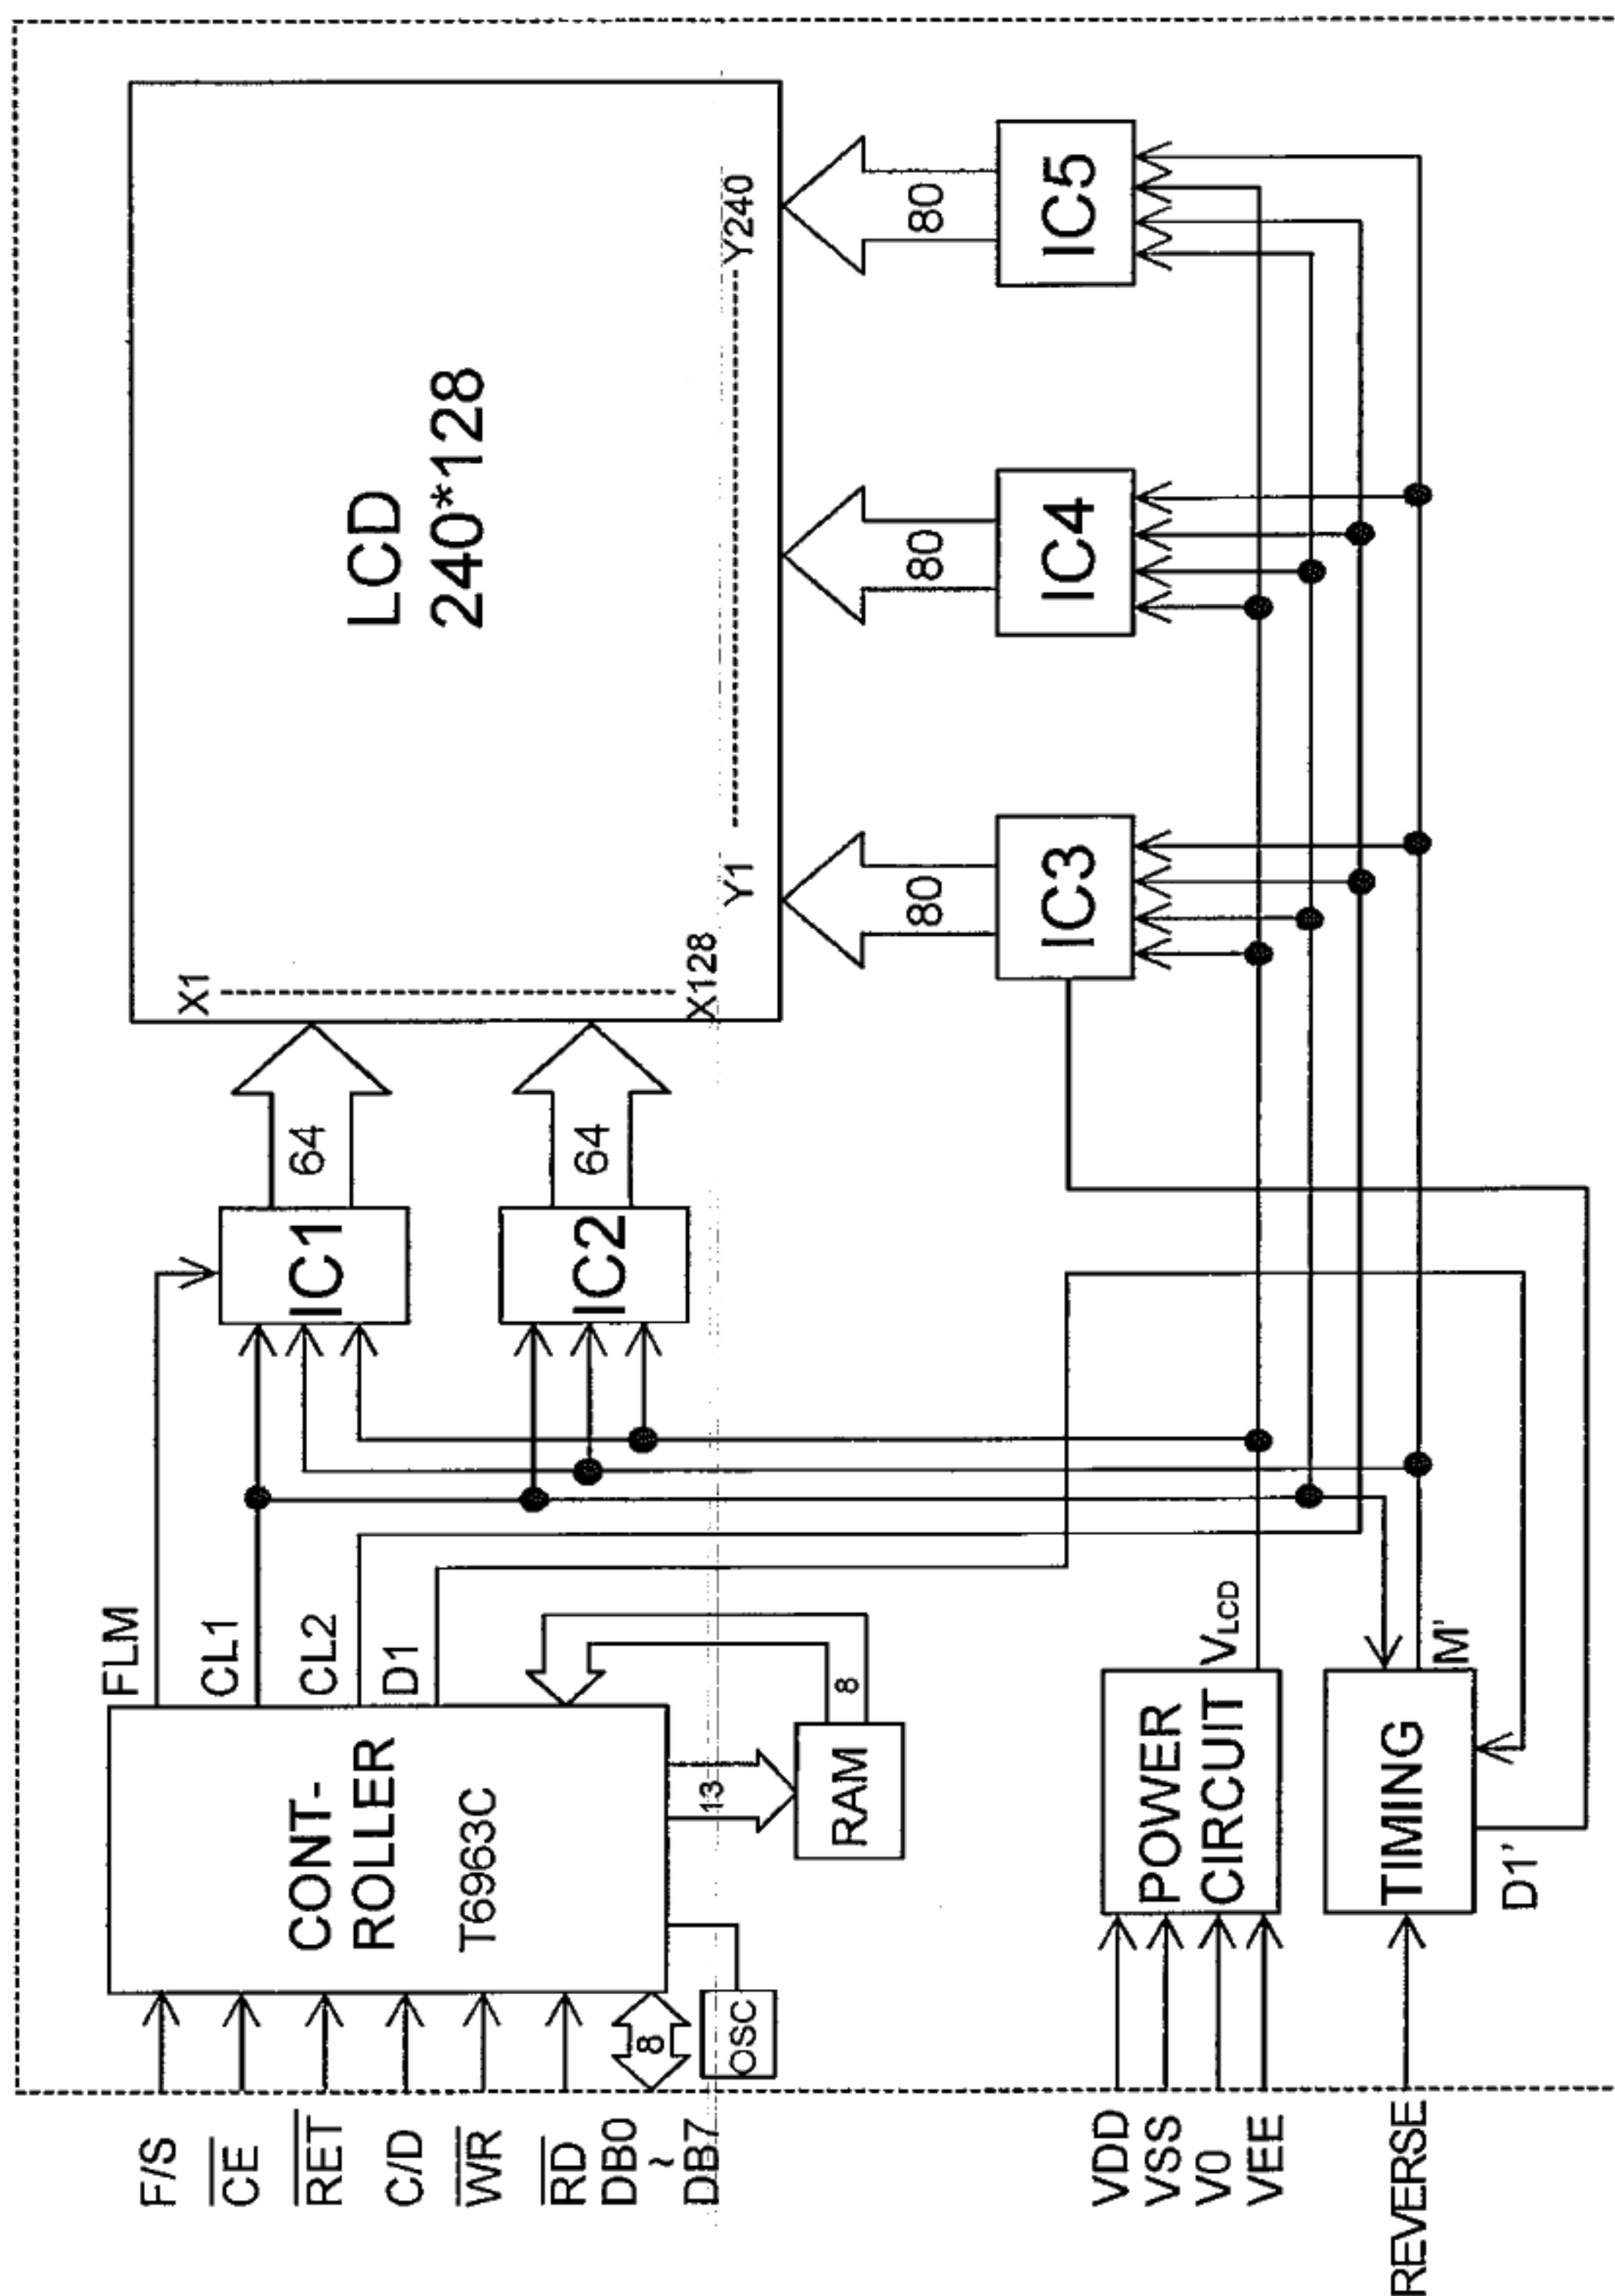 F/S
CE
RET
C/D
WR
RD
DB0
~
DB7
8
OSC
CONT-
ROLLER
T6963C
FLM
CL1
CL2
D1
13
8
RAM
IC1
64
IC2
64
X1
X128
LCD
240*128
Y1
Y240
80
80
80
IC3
IC4
IC5
VDD
VSS
V0
VEE
POWER
CIRCUIT
VLCD
REVERSE
TIMING
M'
D1'